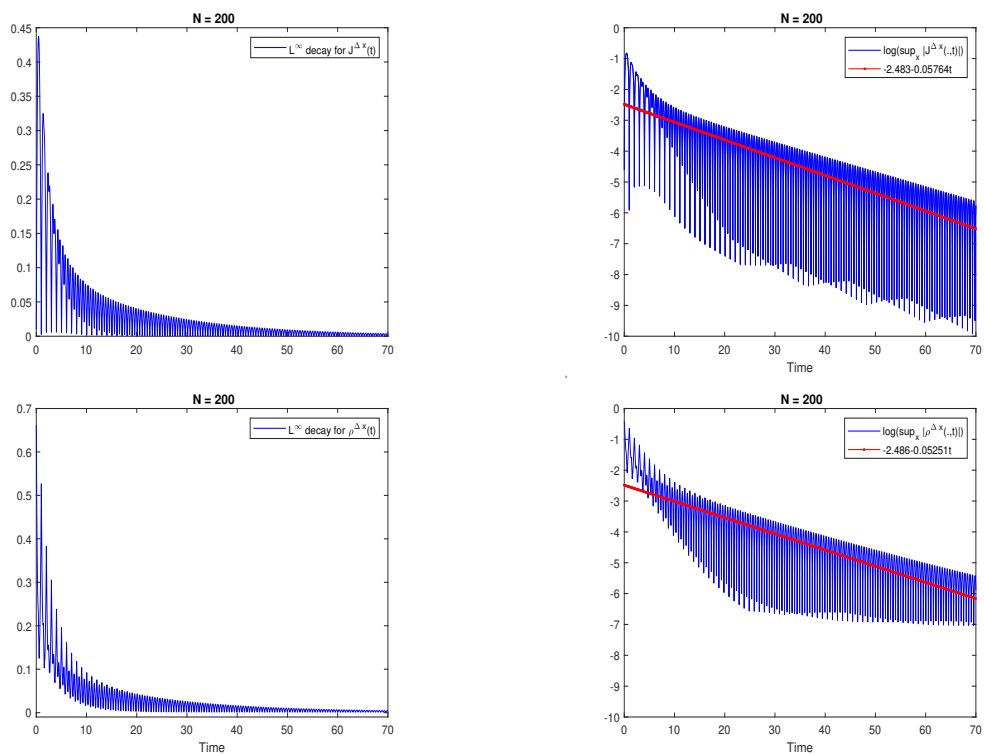 N = 200
L^∞ decay for J^{Δ x}(t)
0.45
0.4
0.35
0.3
0.25
0.2
0.15
0.1
0.05
0
0 10 20 30 40 50 60 70
N = 200
log(sup_x |J^{Δ x}(.,t)|)
-2.483-0.05764t
0
-1
-2
-3
-4
-5
-6
-7
-8
-9
-10
0 10 20 30 40 50 60 70
Time
N = 200
L^∞ decay for ρ^{Δ x}(t)
0.7
0.6
0.5
0.4
0.3
0.2
0.1
0
0 10 20 30 40 50 60 70
Time
N = 200
log(sup_x |ρ^{Δ x}(.,t)|)
-2.486-0.05251t
0
-1
-2
-3
-4
-5
-6
-7
-8
-9
-10
0 10 20 30 40 50 60 70
Time